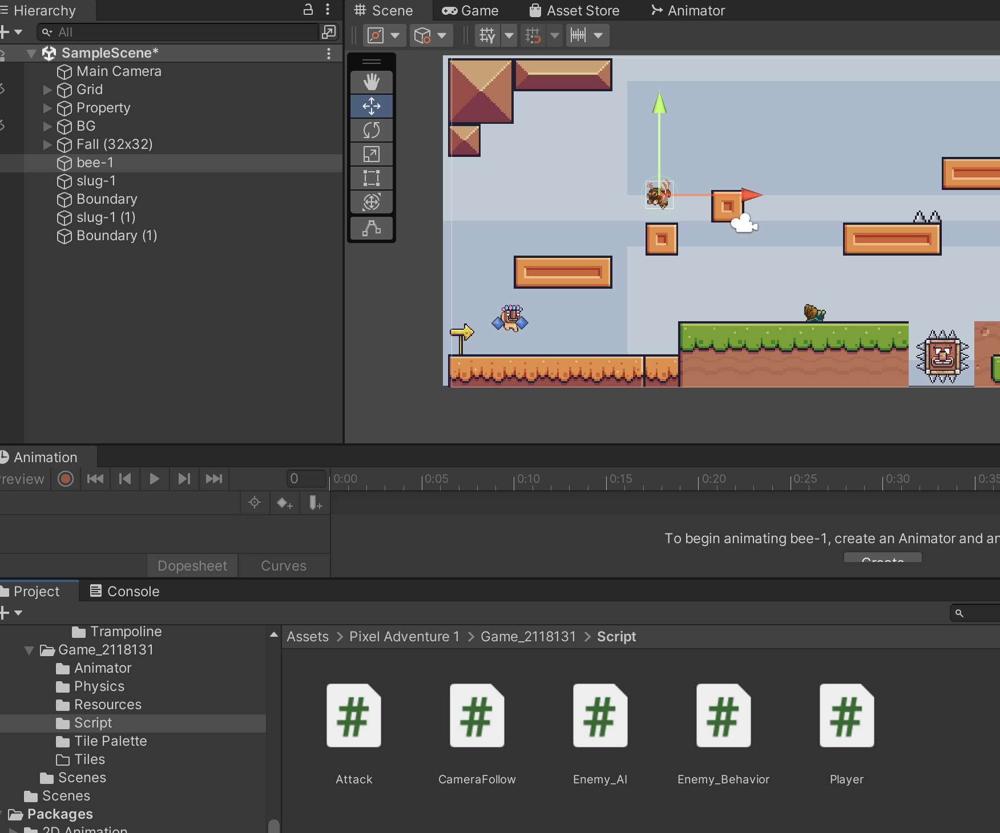 Hierarchy
All
SampleScene*
Main Camera
Grid
Property
BG
Fall (32x32)
bee-1
slug-1
Boundary
slug-1 (1)
Boundary (1)
Scene
Game
Asset Store
Animator
Animation
review
0
0:00
0:05
0:10
0:15
0:20
0:25
0:30
0:35
To begin animating bee-1, create an Animator and an
Create
Dopesheet
Curves
Project
Console
Trampoline
Game_2118131
Animator
Physics
Resources
Script
Tile Palette
Tiles
Scenes
Scenes
Packages
2D Animation
Assets > Pixel Adventure 1 > Game_2118131 > Script
Attack
CameraFollow
Enemy_AI
Enemy_Behavior
Player